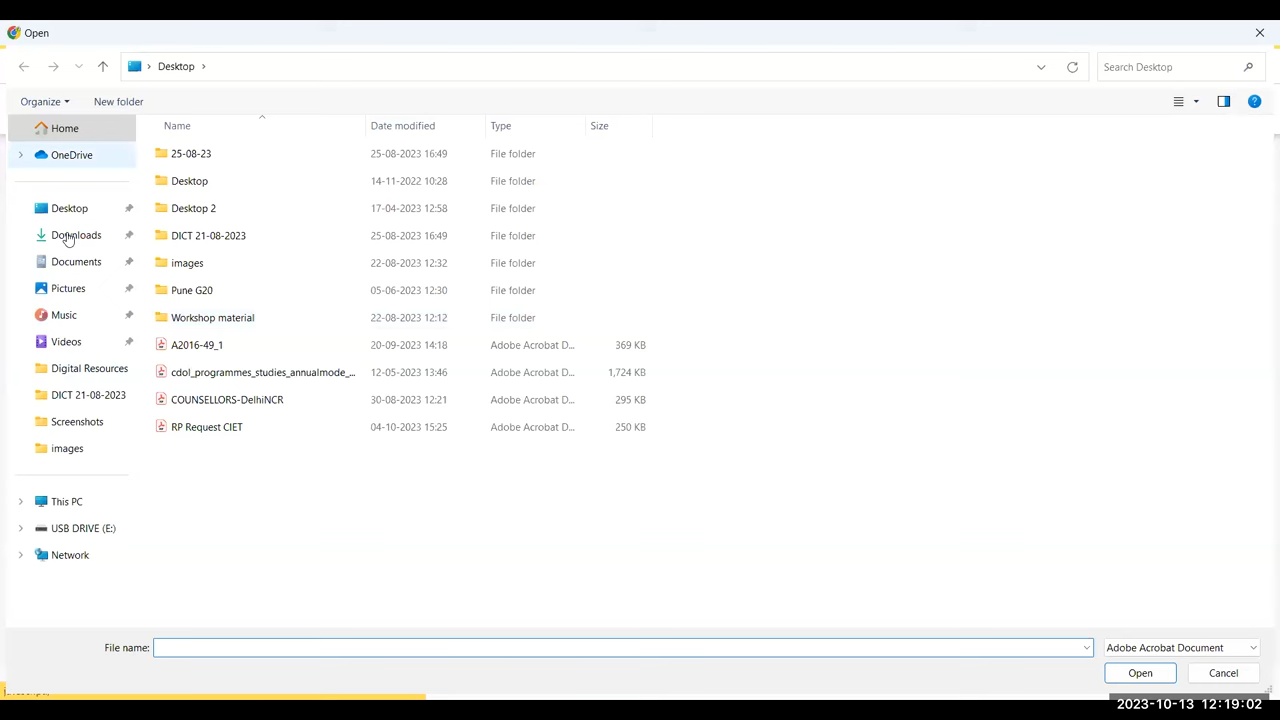 Open
Desktop
Search Desktop
Organize New folder
Home
OneDrive
Desktop
Downloads
Documents
Pictures
Music
Videos
Digital Resources
DICT 21-08-2023
Screenshots
images
This PC
USB DRIVE (E:)
Network
Name Date modified Type Size
25-08-23 25-08-2023 16:49 File folder
Desktop 14-11-2022 10:28 File folder
Desktop 2 17-04-2023 12:58 File folder
DICT 21-08-2023 25-08-2023 16:49 File folder
images 22-08-2023 12:32 File folder
Pune G20 05-06-2023 12:30 File folder
Workshop material 22-08-2023 12:12 File folder
A2016-49_1 20-09-2023 14:18 Adobe Acrobat D... 369 KB
cdol_programmes_studies_annualmode_... 12-05-2023 13:46 Adobe Acrobat D... 1,724 KB
COUNSELLORS-DelhiNCR 30-08-2023 12:21 Adobe Acrobat D... 295 KB
RP Request CIET 04-10-2023 15:25 Adobe Acrobat D... 250 KB
File name: Adobe Acrobat Document
Open Cancel
2023-10-13 12:19:02